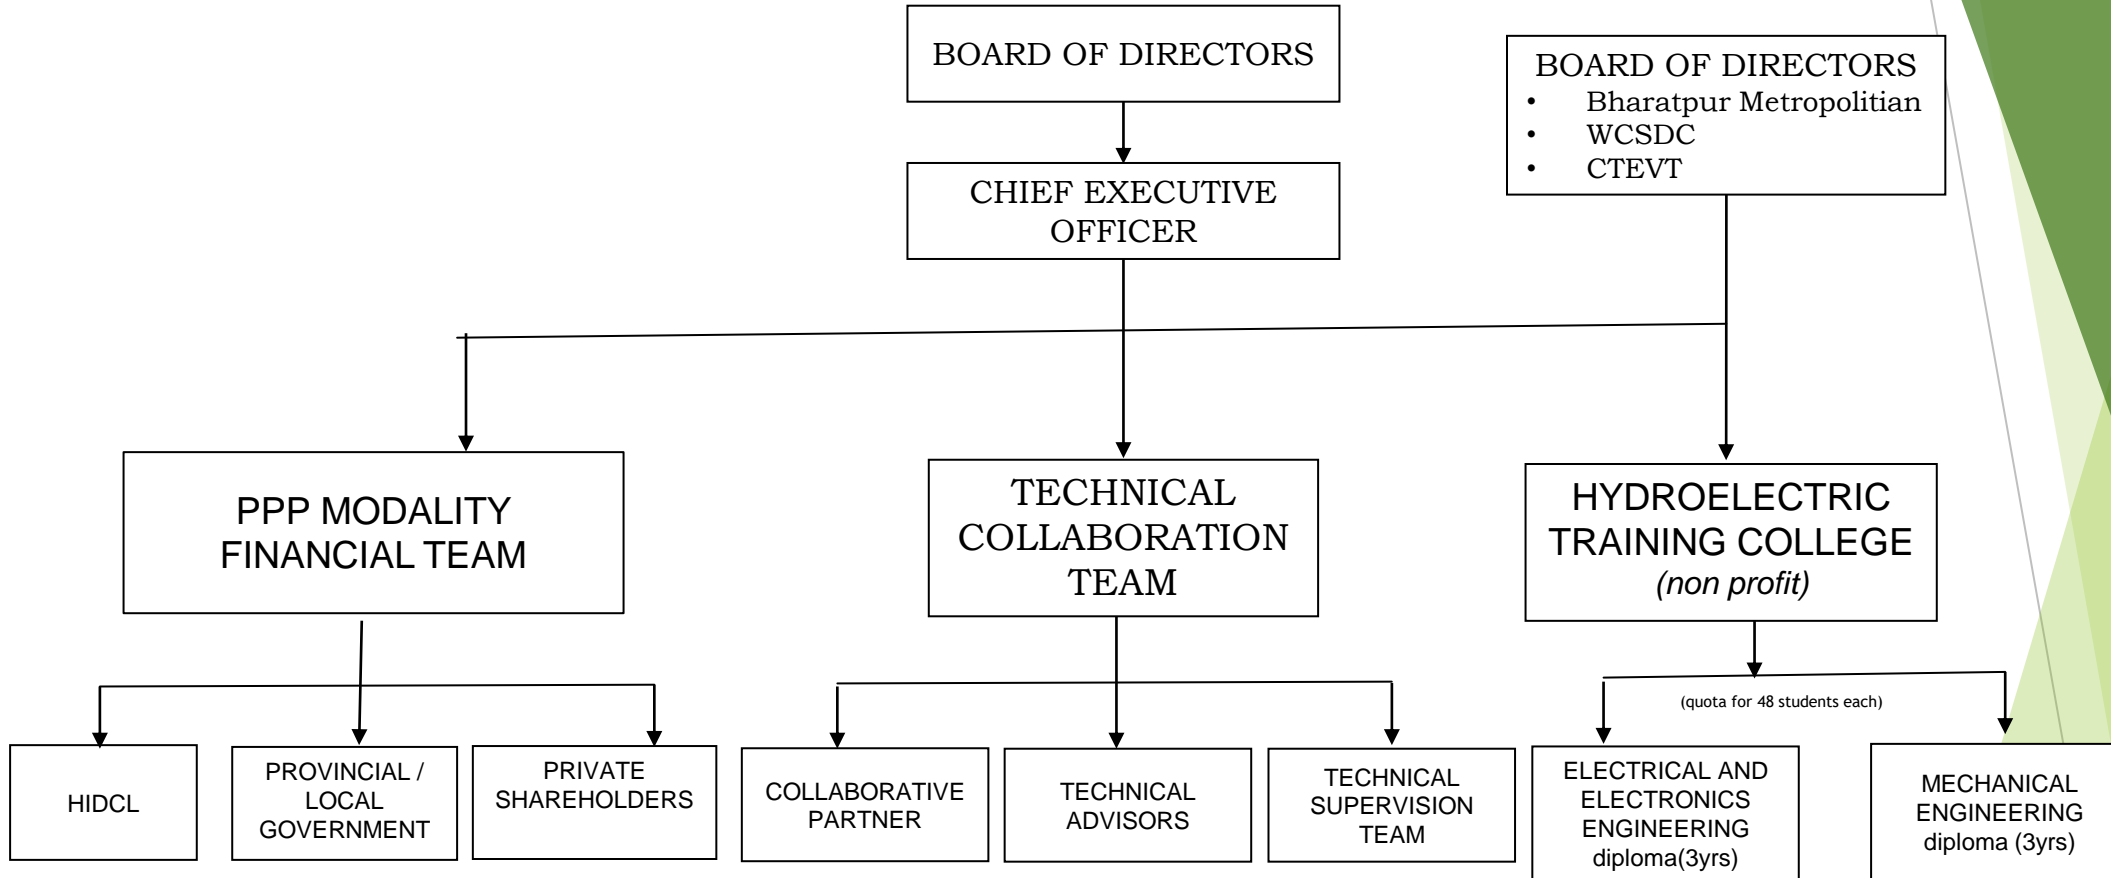 BOARD OF DIRECTORS
BOARD OF DIRECTORS
• Bharatpur Metropolitian
• WCSDC
• CTEVT
CHIEF EXECUTIVE
OFFICER
PPP MODALITY
FINANCIAL TEAM
TECHNICAL
COLLABORATION
TEAM
HYDROELECTRIC
TRAINING COLLEGE
(non profit)
(quota for 48 students each)
HIDCL
PROVINCIAL /
LOCAL
GOVERNMENT
PRIVATE
SHAREHOLDERS
COLLABORATIVE
PARTNER
TECHNICAL
ADVISORS
TECHNICAL
SUPERVISION
TEAM
ELECTRICAL AND
ELECTRONICS
ENGINEERING
diploma(3yrs)
MECHANICAL
ENGINEERING
diploma (3yrs)